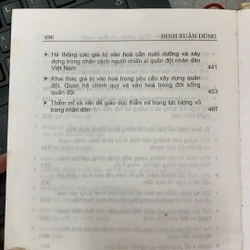 496
ĐINH XUÂN DŨNG
➤ Hệ thống các giá trị văn hoá cần nuôi dưỡng và xây
dựng trong nhân cách người chiến sĩ quân đội nhân dân
Việt Nam 441
➤ Khai thác giá trị văn hoá trong yêu cầu xây dựng quân
đội. Quan hệ chính quy và văn hoá trong đời sống
quân đội 453
➤ Thẩm mĩ và vấn đề giáo dục thẩm mĩ trong lực lượng vũ
trang nhân dân 467